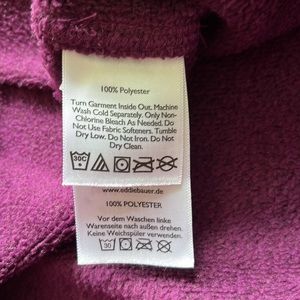 100% Polyester
Turn Garment Inside Out. Machine
Wash Cold Separately. Only Non-
Chlorine Bleach As Needed. Do
Not Use Fabric Softeners. Tumble
Dry Low. Do Not Iron. Do Not
Dry Clean.
30C
www.eddiebauer.de
100% POLYESTER
Vor dem Waschen linke
Warenseite nach außen drehen.
Keine Weichspüler verwenden.
30